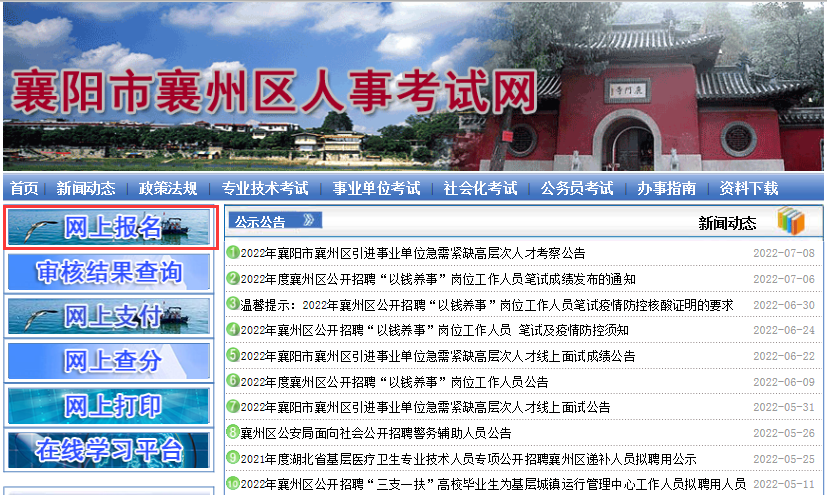 襄阳市襄州区人事考试网
首页 | 新闻动态 | 政策法规 | 专业技术考试 | 事业单位考试 | 社会化考试 | 公务员考试 | 办事指南 | 资料下载
网上报名
审核结果查询
网上支付
网上查分
网上打印
在线学习平台
公示公告 新闻动态
1 2022年襄阳市襄州区引进事业单位急需紧缺高层次人才考察公告 2022-07-08
2 2022年度襄州区公开招聘“以钱养事”岗位工作人员笔试成绩发布的通知 2022-07-06
3 温馨提示：2022年襄州区公开招聘“以钱养事”岗位工作人员笔试疫情防控核酸证明的要求 2022-06-30
4 2022年襄州区公开招聘“以钱养事”岗位工作人员 笔试及疫情防控须知 2022-06-24
5 2022年襄阳市襄州区引进事业单位急需紧缺高层次人才线上面试成绩公告 2022-06-22
6 2022年度襄州区公开招聘“以钱养事”岗位工作人员公告 2022-06-09
7 2022年襄阳市襄州区引进事业单位急需紧缺高层次人才线上面试公告 2022-05-31
8 襄州区公安局面向社会公开招聘警务辅助人员公告 2022-05-26
9 2021年度湖北省基层医疗卫生专业技术人员专项公开招聘襄州区递补人员拟聘用公示 2022-05-25
10 2022年襄州区公开招聘“三支一扶”高校毕业生为基层城镇运行管理中心工作人员拟聘用人员 2022-05-11